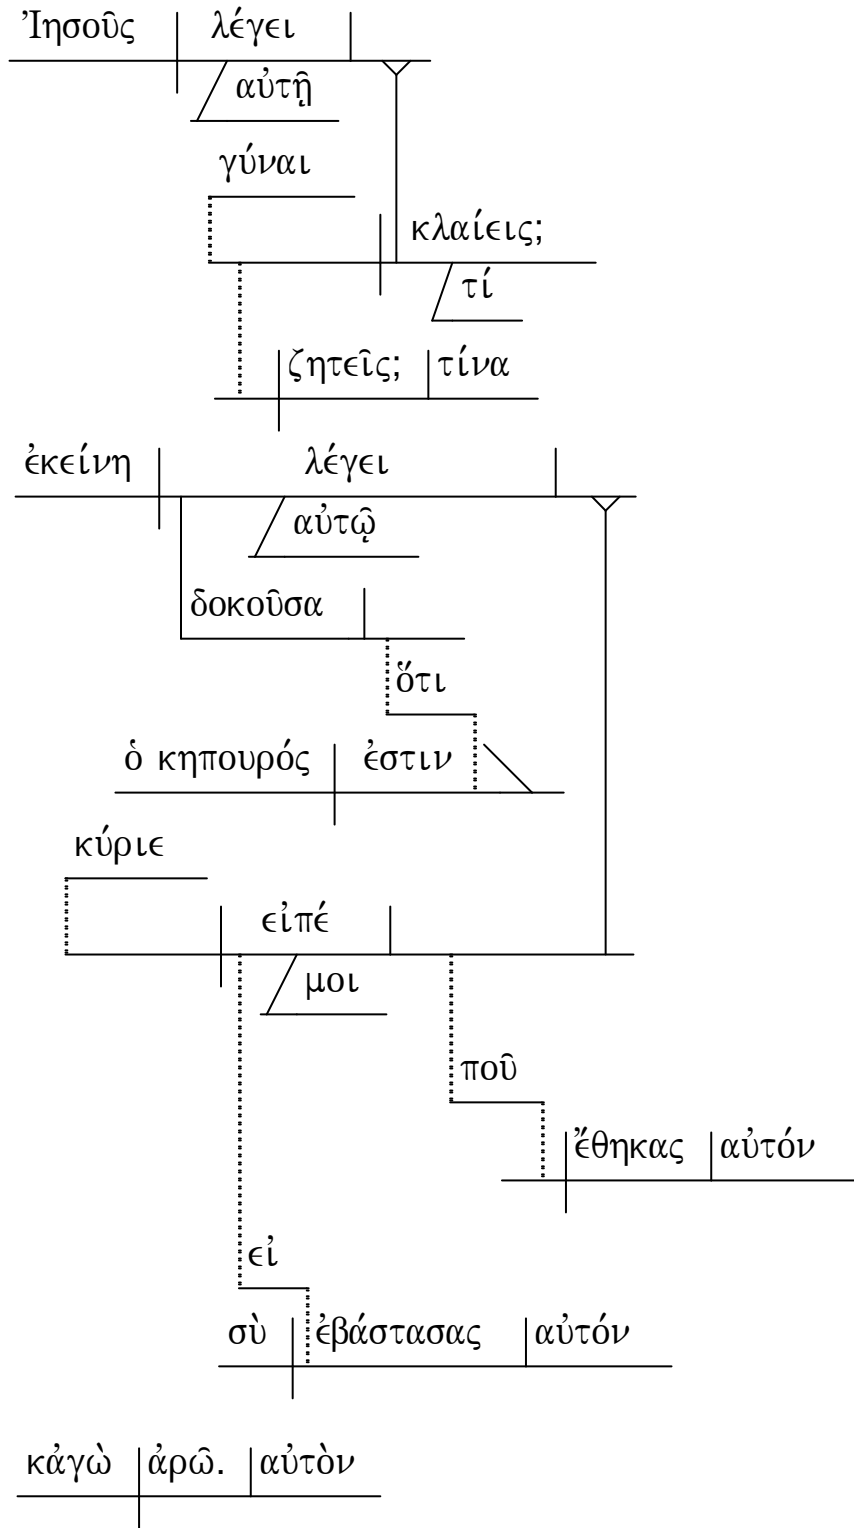 Ἰησοῦς λέγει
αὐτῇ
γύναι
κλαίεις;
τί
ζητεῖς; τίνα
ἐκείνη λέγει
αὐτῷ
δοκοῦσα
ὅτι
ὁ κηπουρός ἐστιν
κύριε
εἰπέ
μοι
ποῦ
ἔθηκας αὐτόν
εἰ
σὺ ἐβάστασας αὐτόν
κἀγὼ ἀρῶ. αὐτὸν